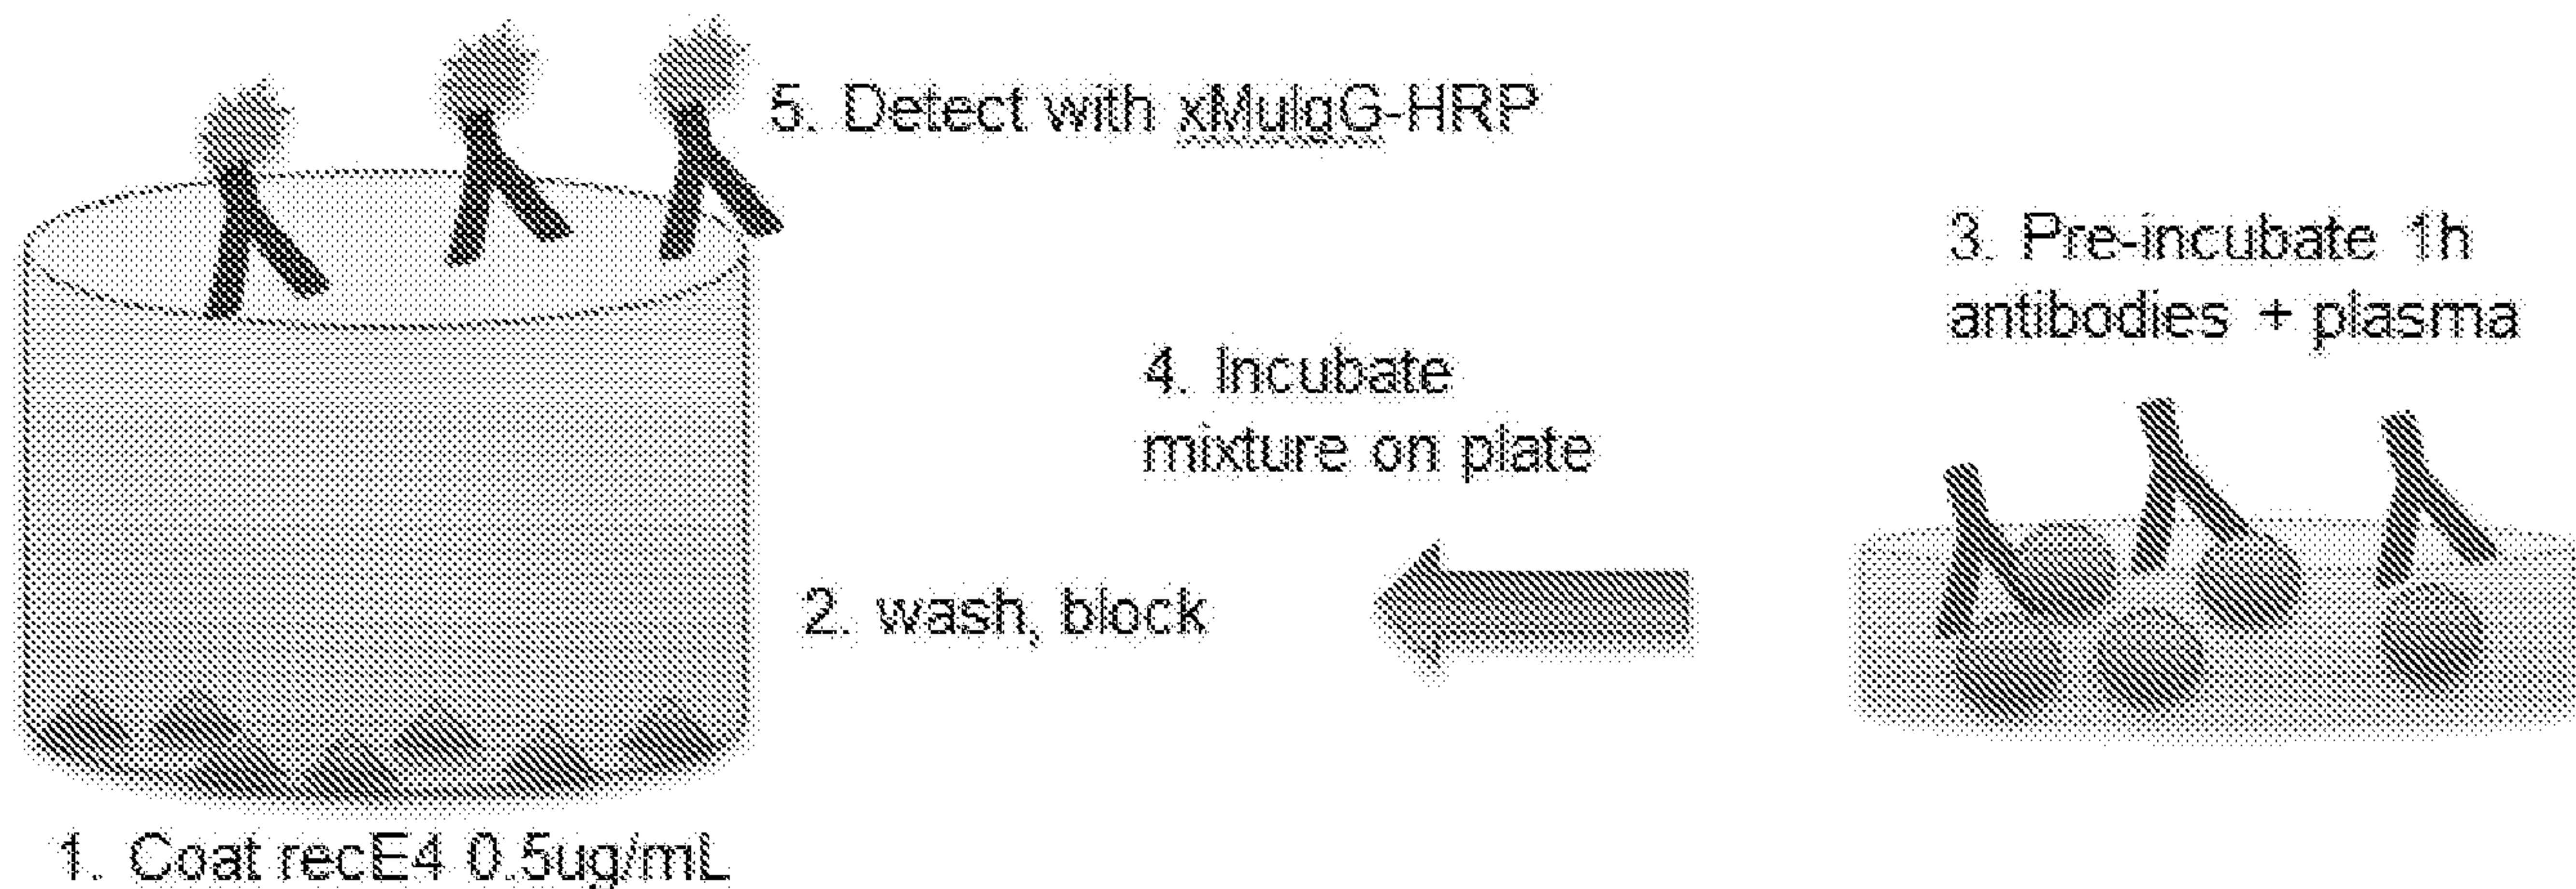 5. Detect with xMuIgG-HRP
3. Pre-incubate 1h
antibodies + plasma
4. Incubate
mixture on plate
2. wash, block
1. Coat recE4 0.5ug/mL